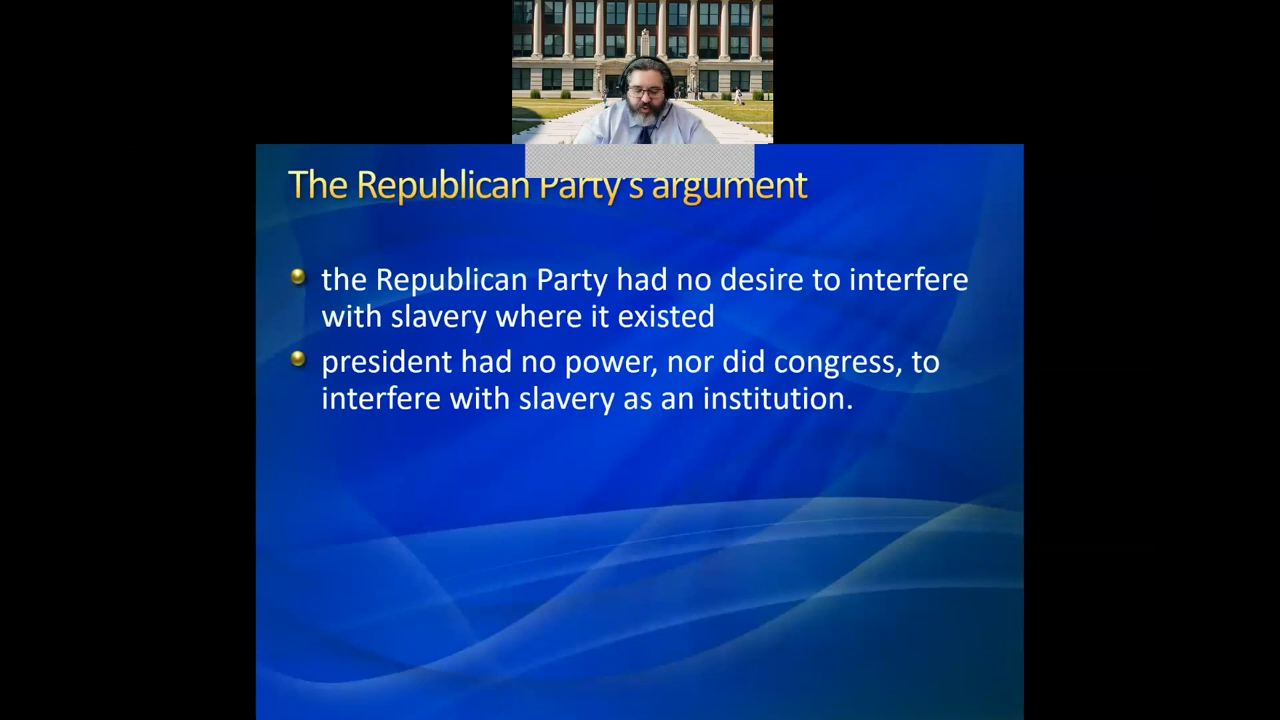 The Republican Party's argument
the Republican Party had no desire to interfere
with slavery where it existed
president had no power, nor did congress, to
interfere with slavery as an institution.